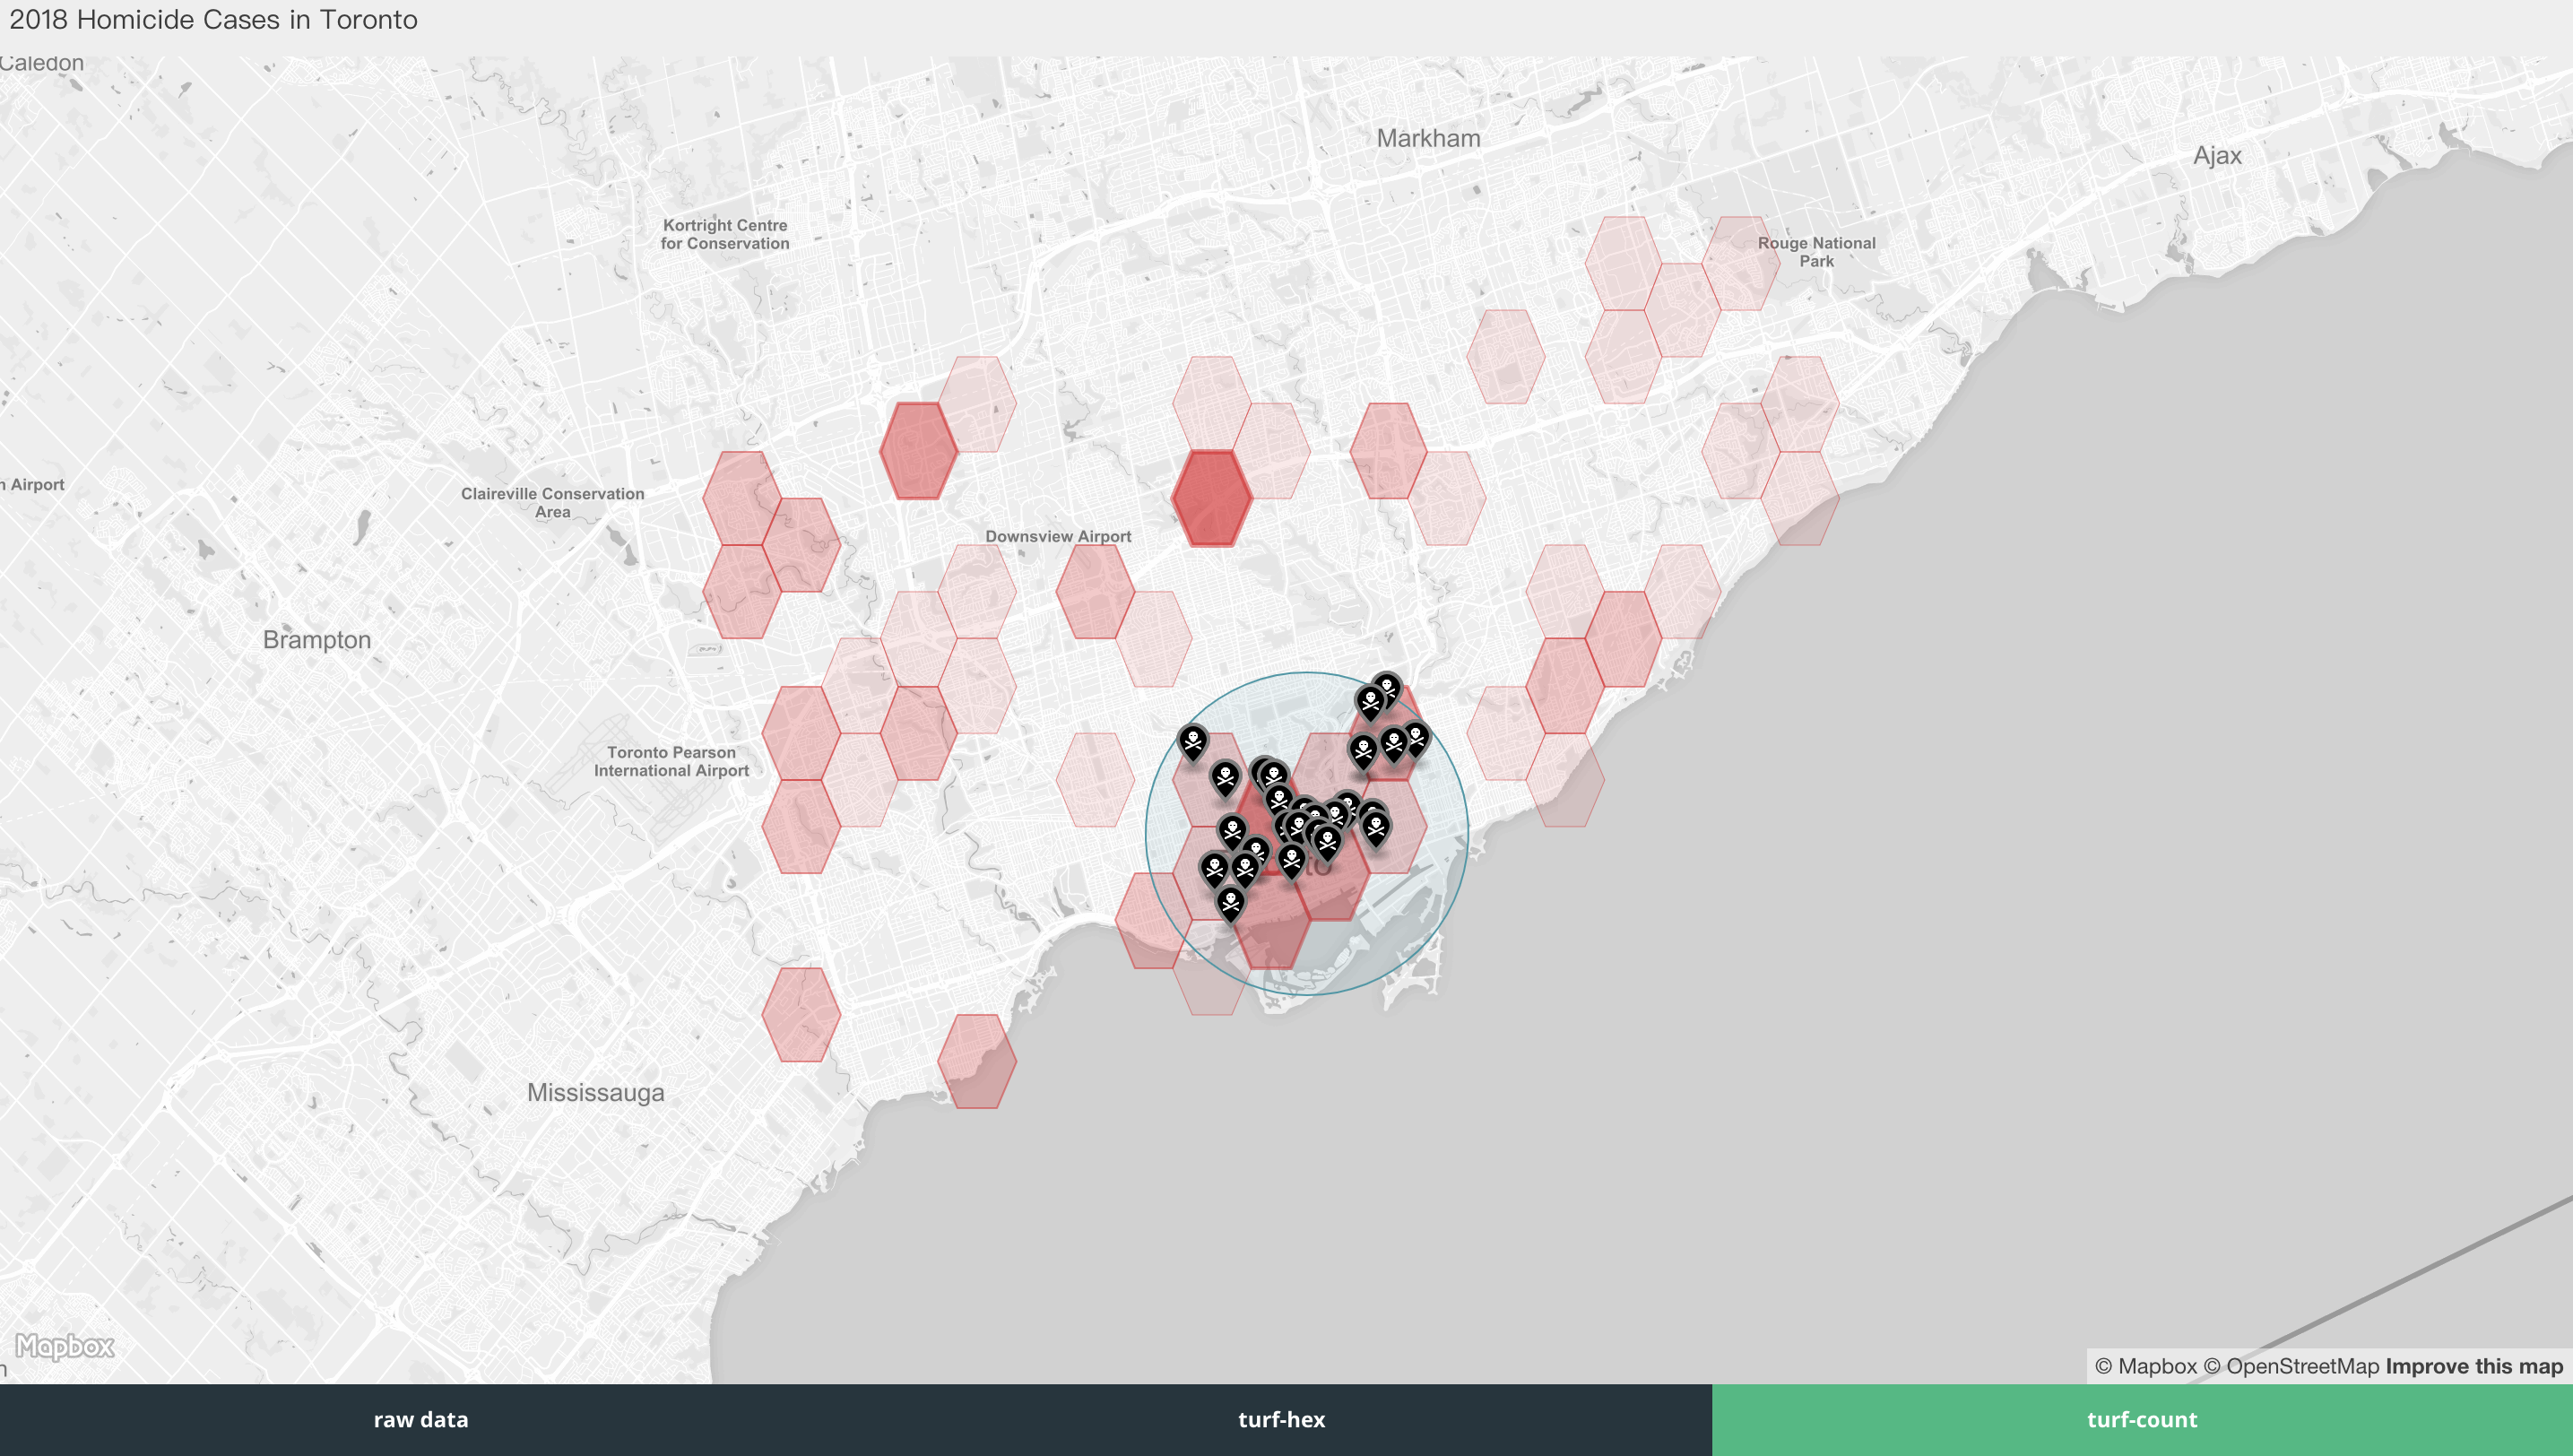 2018 Homicide Cases in Toronto
Caledon
Markham
Ajax
Kortright Centre
for Conservation
Rouge National
Park
Airport
Claireville Conservation
Area
Downsview Airport
Brampton
Toronto Pearson
International Airport
to
Mississauga
Mapbox
© Mapbox © OpenStreetMap Improve this map
raw data
turf-hex
turf-count